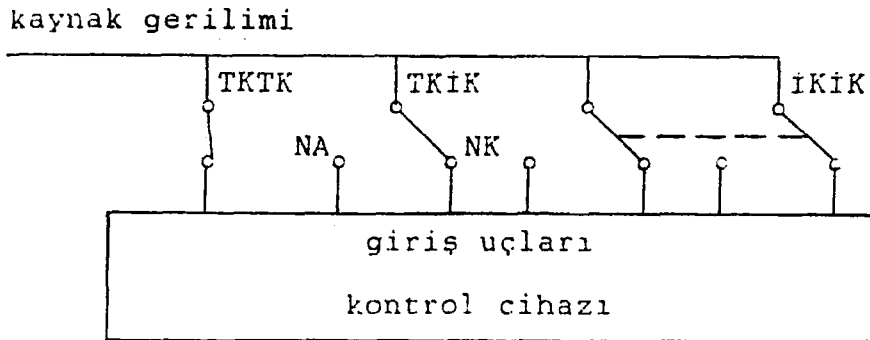 kaynak gerilimi
TKTK TKİK İKİK
NA NK
giriş uçları
kontrol cihazı